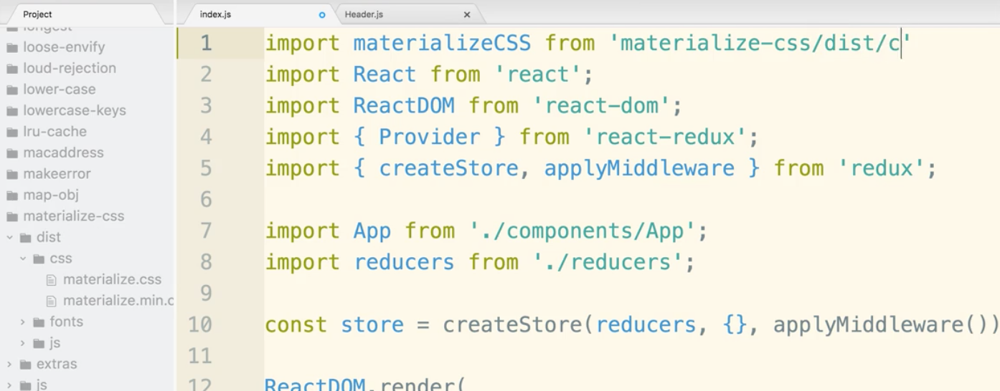 Project
index.js
Header.js
longest
loose-envify
loud-rejection
lower-case
lowercase-keys
lru-cache
macaddress
makeerror
map-obj
materialize-css
dist
css
materialize.css
materialize.min.c
fonts
js
extras
js
1 import materializeCSS from 'materialize-css/dist/c'
2 import React from 'react';
3 import ReactDOM from 'react-dom';
4 import { Provider } from 'react-redux';
5 import { createStore, applyMiddleware } from 'redux';
6
7 import App from './components/App';
8 import reducers from './reducers';
9
10 const store = createStore(reducers, {}, applyMiddleware())
11
12 ReactDOM.render(